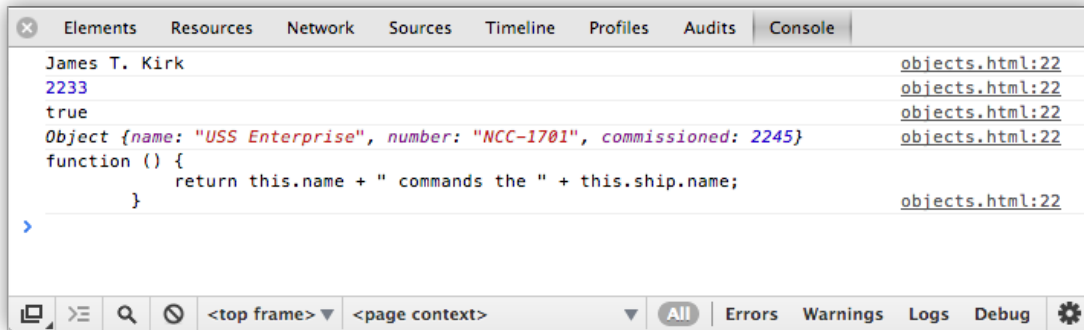 Elements Resources Network Sources Timeline Profiles Audits Console
James T. Kirk objects.html:22
2233 objects.html:22
true objects.html:22
Object {name: "USS Enterprise", number: "NCC-1701", commissioned: 2245} objects.html:22
function () {
return this.name + " commands the " + this.ship.name;
} objects.html:22
<top frame> <page context> All Errors Warnings Logs Debug